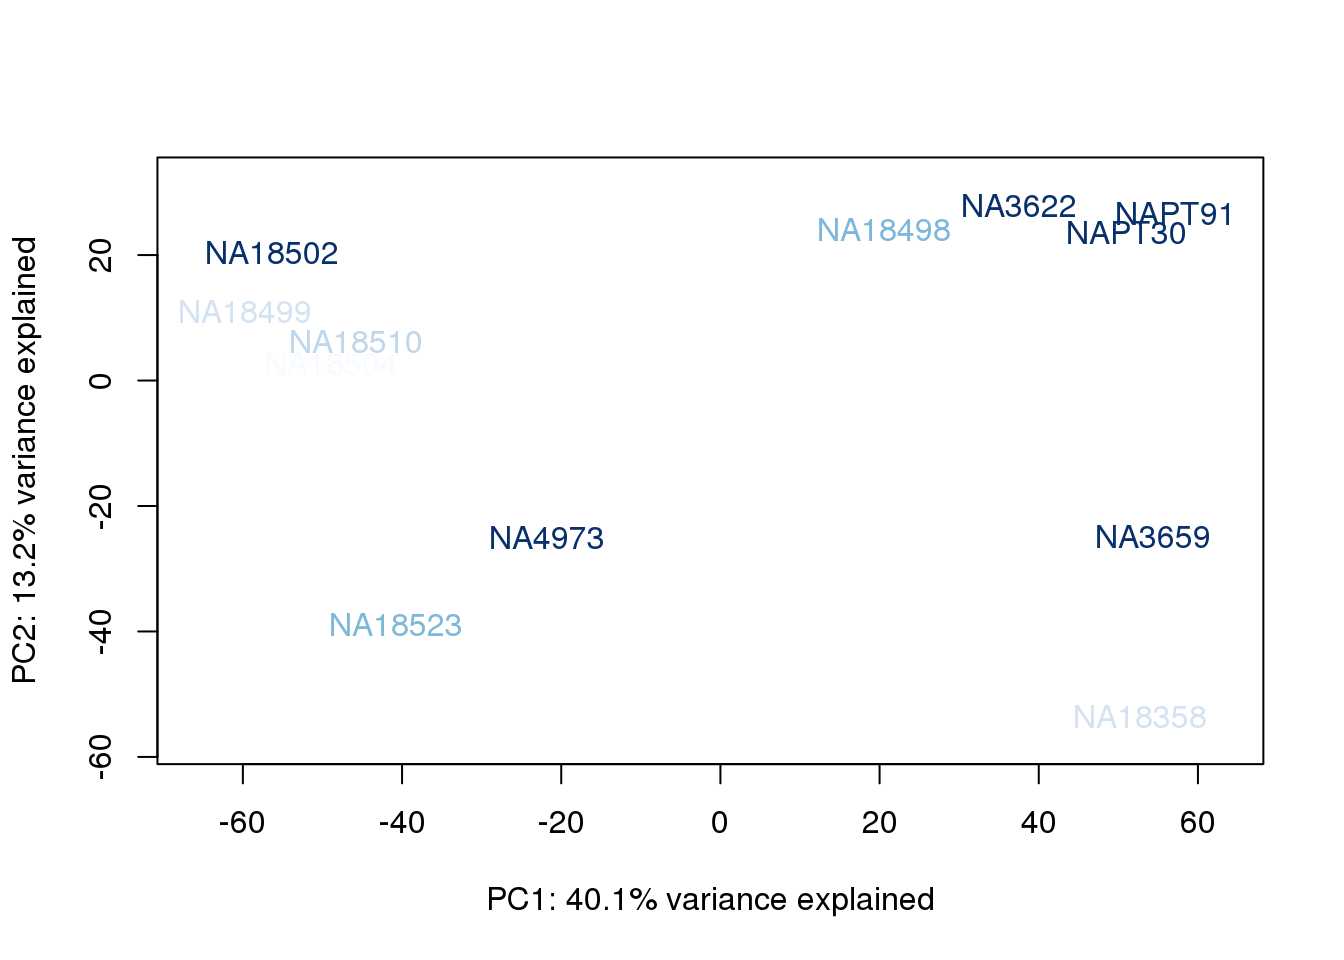 NA3622
NAPT91
NA18498
NAPT30
NA18502
NA18499
NA18510
NA18504
NA4973
NA3659
NA18523
NA18358
20
0
-20
-40
-60
PC2: 13.2% variance explained
-60 -40 -20 0 20 40 60
PC1: 40.1% variance explained